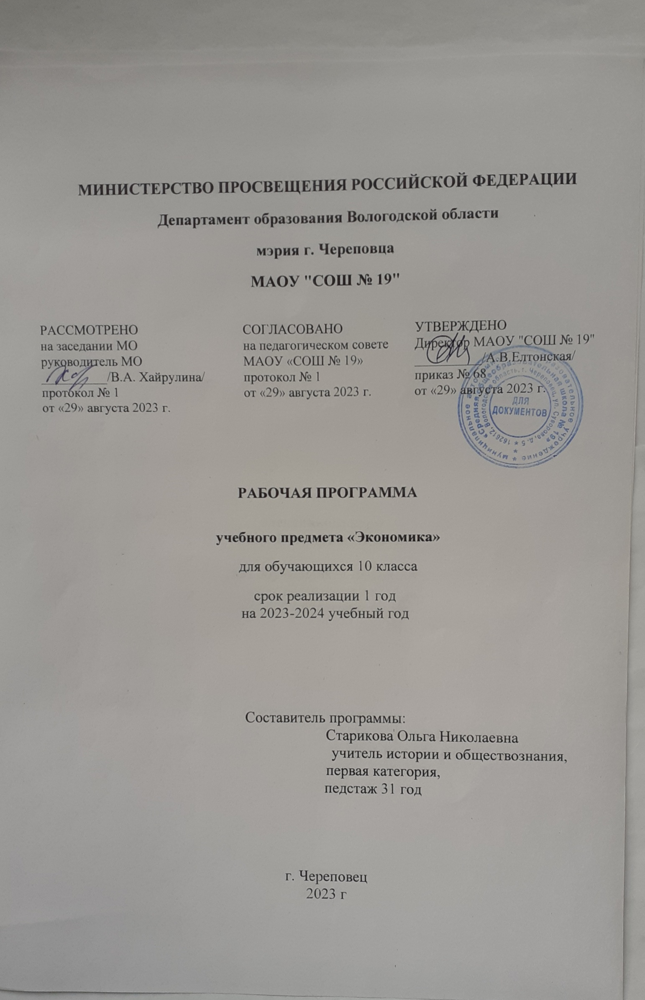 МИНИСТЕРСТВО ПРОСВЕЩЕНИЯ РОССИЙСКОЙ ФЕДЕРАЦИИ
Департамент образования Вологодской области
мэрия г. Череповца
МАОУ "СОШ № 19"
РАССМОТРЕНО
на заседании МО
руководитель МО
/В.А. Хайрулина/
протокол № 1
от «29» августа 2023 г.
СОГЛАСОВАНО
на педагогическом совете
МАОУ «СОШ № 19»
протокол № 1
от «29» августа 2023 г.
УТВЕРЖДЕНО
Директор МАОУ "СОШ № 19"
/А.В.Елтонская/
приказ № 68
от «29» августа 2023 г.
муниципальное автономное общеобразовательное учреждение
«Средняя общеобразовательная школа № 19»
162612, Вологодская область, г. Череповец, ул. Суворова, д. 5
ДЛЯ
ДОКУМЕНТОВ
РАБОЧАЯ ПРОГРАММА
учебного предмета «Экономика»
для обучающихся 10 класса
срок реализации 1 год
на 2023-2024 учебный год
Составитель программы:
Старикова Ольга Николаевна
учитель истории и обществознания,
первая категория,
педстаж 31 год
г. Череповец
2023 г